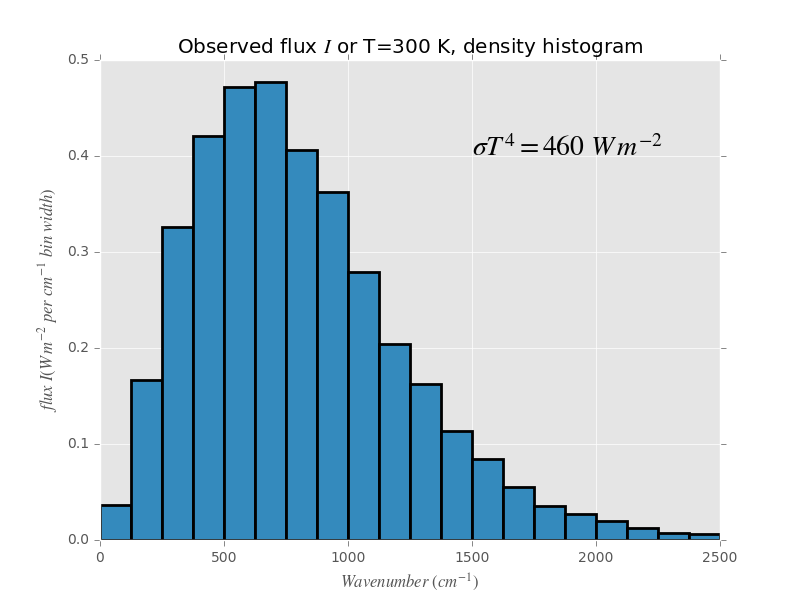 Observed flux I or T=300 K, density histogram
0.5
0.4
0.3
0.2
0.1
0.0
flux I(Wm⁻² per cm⁻¹ bin width)
σT⁴ = 460 Wm⁻²
0 500 1000 1500 2000 2500
Wavenumber (cm⁻¹)